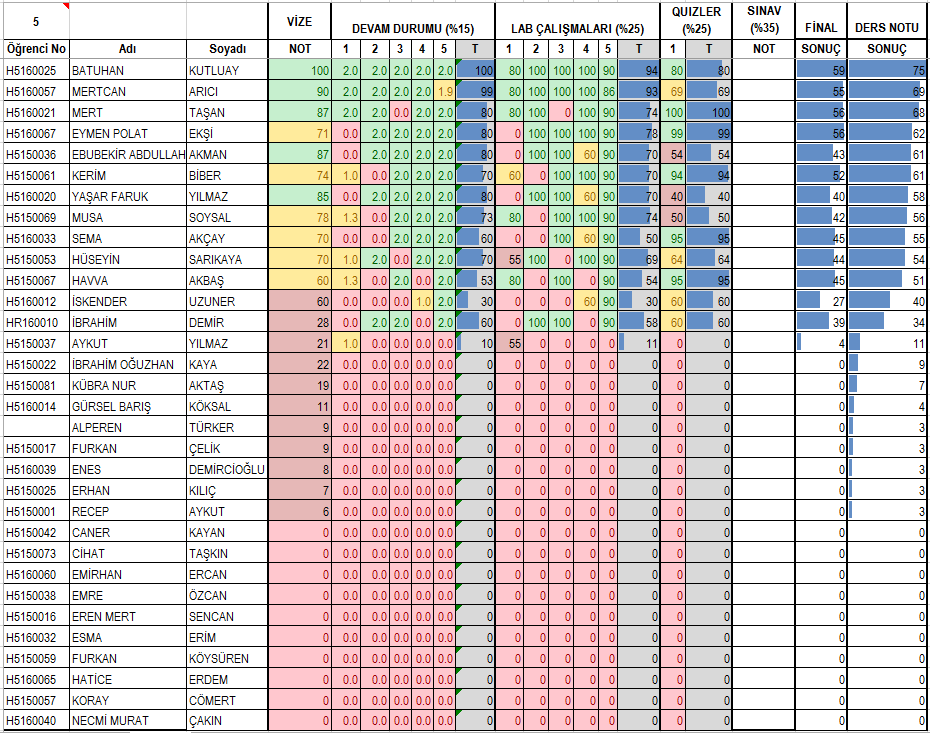 5 VİZE DEVAM DURUMU (%15) LAB ÇALIŞMALARI (%25) QUIZLER (%25) SINAV (%35) FİNAL DERS NOTU
Öğrenci No Adı Soyadı NOT 1 2 3 4 5 T 1 2 3 4 5 T 1 T NOT SONUÇ SONUÇ
H5160025 BATUHAN KUTLUAY 100 2.0 2.0 2.0 2.0 2.0 100 80 100 100 100 90 94 80 80 59 75
H5160057 MERTCAN ARICI 90 2.0 2.0 2.0 2.0 1.9 99 80 100 100 100 86 93 69 69 55 69
H5160021 MERT TAŞAN 87 2.0 2.0 0.0 2.0 2.0 80 80 100 0 100 90 74 100 100 56 68
H5160067 EYMEN POLAT EKŞİ 71 0.0 2.0 2.0 2.0 2.0 80 0 100 100 100 90 78 99 99 56 62
H5150036 EBUBEKİR ABDULLAH AKMAN 87 0.0 2.0 2.0 2.0 2.0 80 0 100 100 60 90 70 54 54 43 61
H5150061 KERİM BİBER 74 1.0 0.0 2.0 2.0 2.0 70 60 0 100 100 90 70 94 94 52 61
H5160020 YAŞAR FARUK YILMAZ 85 0.0 2.0 2.0 2.0 2.0 80 0 100 100 60 90 70 40 40 40 58
H5150069 MUSA SOYSAL 78 1.3 0.0 2.0 2.0 2.0 73 80 0 100 100 90 74 50 50 42 56
H5160033 SEMA AKÇAY 70 0.0 0.0 2.0 2.0 2.0 60 0 0 100 60 90 50 95 95 45 55
H5150053 HÜSEYİN SARIKAYA 70 1.0 2.0 0.0 2.0 2.0 70 55 100 0 100 90 69 64 64 44 54
H5150067 HAVVA AKBAŞ 60 1.3 0.0 2.0 0.0 2.0 53 80 0 100 0 90 54 95 95 45 51
H5160012 İSKENDER UZUNER 60 0.0 0.0 0.0 1.0 2.0 30 0 0 0 60 90 30 60 60 27 40
HR160010 İBRAHİM DEMİR 28 0.0 2.0 2.0 0.0 2.0 60 0 100 100 0 90 58 60 60 39 34
H5150037 AYKUT YILMAZ 21 1.0 0.0 0.0 0.0 0.0 10 55 0 0 0 0 11 0 0 4 11
H5150022 İBRAHİM OĞUZHAN KAYA 22 0.0 0.0 0.0 0.0 0.0 0 0 0 0 0 0 0 0 0 0 9
H5150081 KÜBRA NUR AKTAŞ 19 0.0 0.0 0.0 0.0 0.0 0 0 0 0 0 0 0 0 0 0 7
H5160014 GÜRSEL BARIŞ KÖKSAL 11 0.0 0.0 0.0 0.0 0.0 0 0 0 0 0 0 0 0 0 0 4
ALPEREN TÜRKER 9 0.0 0.0 0.0 0.0 0.0 0 0 0 0 0 0 0 0 0 0 3
H5150017 FURKAN ÇELİK 9 0.0 0.0 0.0 0.0 0.0 0 0 0 0 0 0 0 0 0 0 3
H5160039 ENES DEMİRCİOĞLU 8 0.0 0.0 0.0 0.0 0.0 0 0 0 0 0 0 0 0 0 0 3
H5150025 ERHAN KILIÇ 7 0.0 0.0 0.0 0.0 0.0 0 0 0 0 0 0 0 0 0 0 3
H5150001 RECEP AYKUT 6 0.0 0.0 0.0 0.0 0.0 0 0 0 0 0 0 0 0 0 0 3
H5150042 CANER KAYAN 0 0.0 0.0 0.0 0.0 0.0 0 0 0 0 0 0 0 0 0 0 0
H5150073 CİHAT TAŞKIN 0 0.0 0.0 0.0 0.0 0.0 0 0 0 0 0 0 0 0 0 0 0
H5160060 EMİRHAN ERCAN 0 0.0 0.0 0.0 0.0 0.0 0 0 0 0 0 0 0 0 0 0 0
H5150038 EMRE ÖZCAN 0 0.0 0.0 0.0 0.0 0.0 0 0 0 0 0 0 0 0 0 0 0
H5150016 EREN MERT SENCAN 0 0.0 0.0 0.0 0.0 0.0 0 0 0 0 0 0 0 0 0 0 0
H5160032 ESMA ERİM 0 0.0 0.0 0.0 0.0 0.0 0 0 0 0 0 0 0 0 0 0 0
H5150059 FURKAN KÖYSÜREN 0 0.0 0.0 0.0 0.0 0.0 0 0 0 0 0 0 0 0 0 0 0
H5160065 HATİCE ERDEM 0 0.0 0.0 0.0 0.0 0.0 0 0 0 0 0 0 0 0 0 0 0
H5150057 KORAY CÖMERT 0 0.0 0.0 0.0 0.0 0.0 0 0 0 0 0 0 0 0 0 0 0
H5160040 NECMİ MURAT ÇAKIN 0 0.0 0.0 0.0 0.0 0.0 0 0 0 0 0 0 0 0 0 0 0